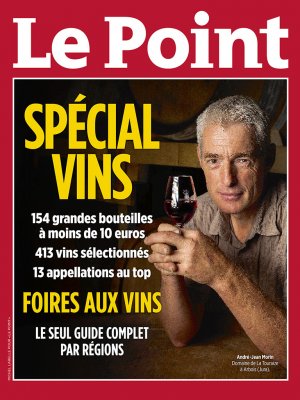 Le Point
SPÉCIAL
VINS
154 grandes bouteilles
à moins de 10 euros
413 vins sélectionnés
13 appellations au top
FOIRES AUX VINS
LE SEUL GUIDE COMPLET
PAR RÉGIONS
André-Jean Morin
Domaine de La Touraize
à Arbois (Jura).